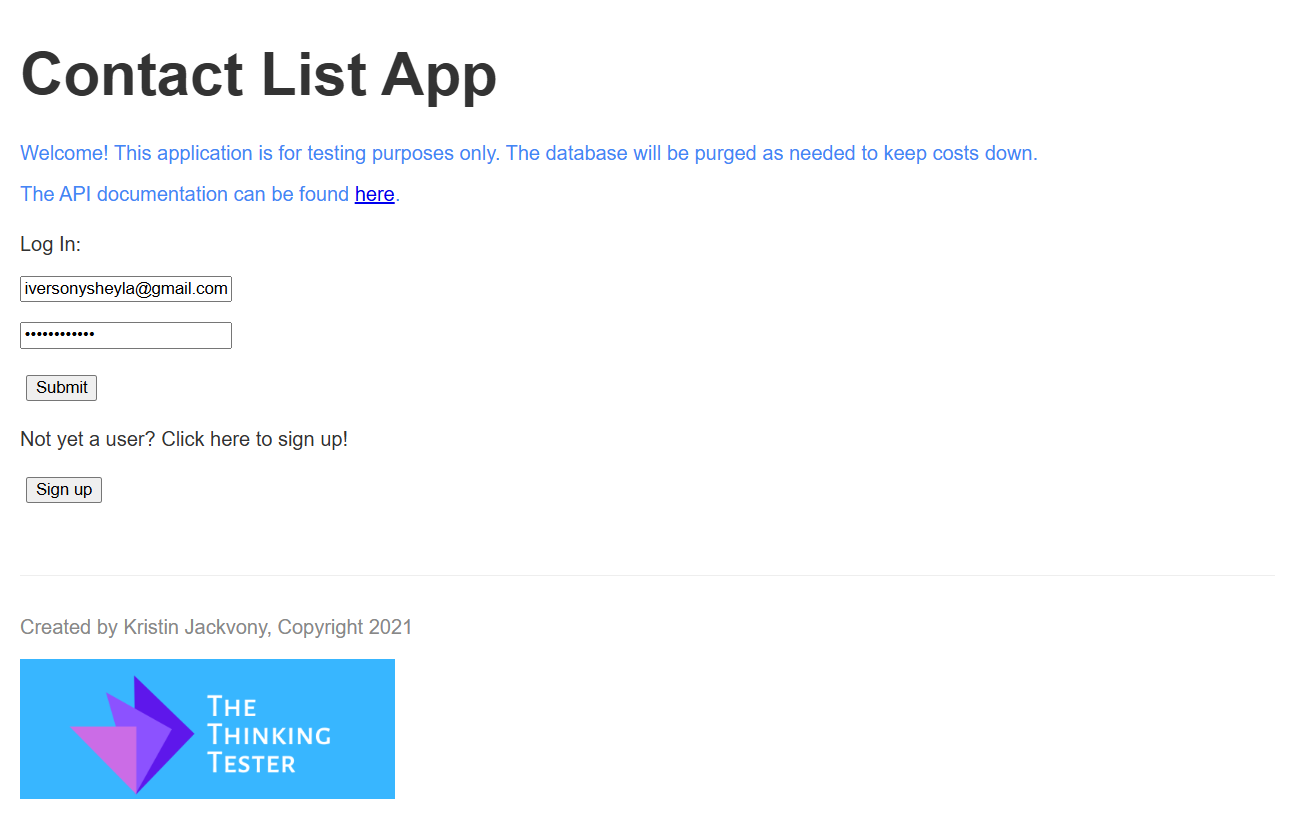 Contact List App
Welcome! This application is for testing purposes only. The database will be purged as needed to keep costs down.
The API documentation can be found here.
Log In:
iversonysheyla@gmail.com
••••••••••••
Submit
Not yet a user? Click here to sign up!
Sign up
Created by Kristin Jackvony, Copyright 2021
THE
THINKING
TESTER